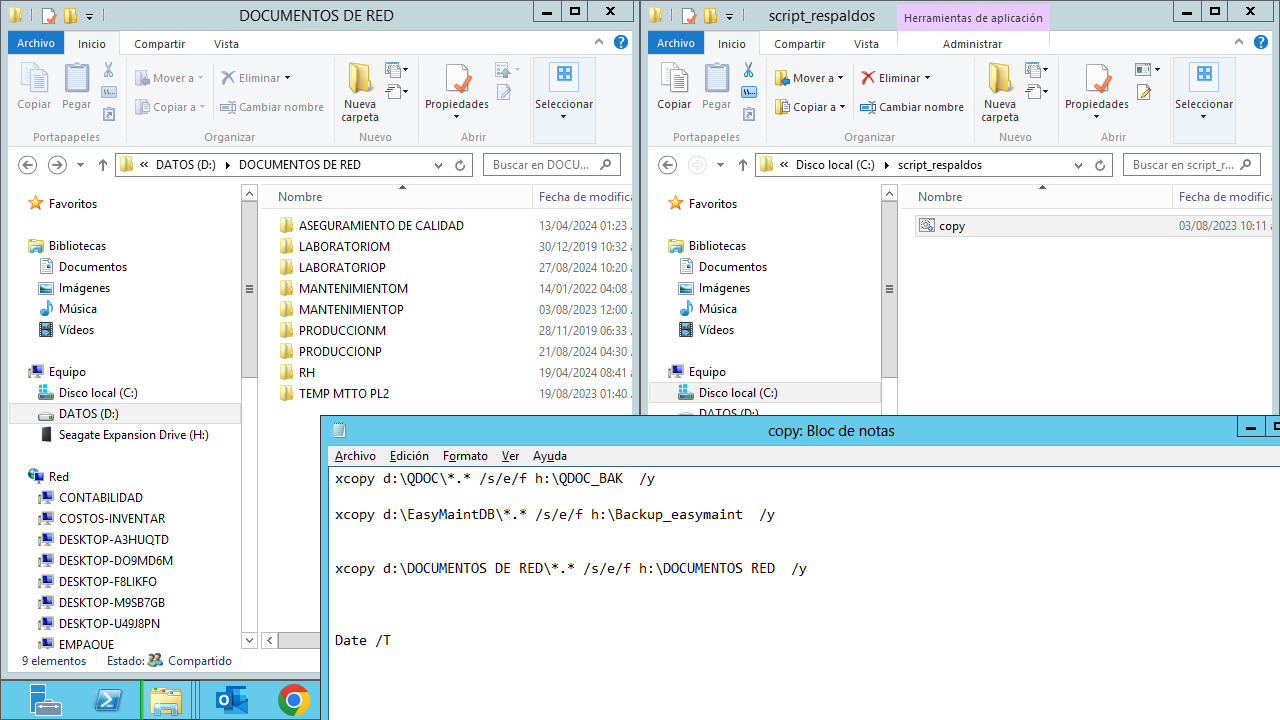 DOCUMENTOS DE RED
Archivo Inicio Compartir Vista
Copiar Pegar
Mover a Eliminar
Copiar a Cambiar nombre
Nueva carpeta
Propiedades
Seleccionar
Portapapeles Organizar Nuevo Abrir
« DATOS (D:) DOCUMENTOS DE RED
Buscar en DOCU...
Favoritos
Bibliotecas
Documentos
Imágenes
Música
Vídeos
Equipo
Disco local (C:)
DATOS (D:)
Seagate Expansion Drive (H:)
Red
CONTABILIDAD
COSTOS-INVENTAR
DESKTOP-A3HUQTD
DESKTOP-DO9MD6M
DESKTOP-F8LIKFO
DESKTOP-M9SB7GB
DESKTOP-U49J8PN
EMPAQUE
Nombre Fecha de modifica
ASEGURAMIENTO DE CALIDAD 13/04/2024 01:23
LABORATORIOM 30/12/2019 10:32
LABORATORIOP 27/08/2024 10:20
MANTENIMIENTOM 14/01/2022 04:08
MANTENIMIENTOP 03/08/2023 12:00
PRODUCCIONM 28/11/2019 06:33
PRODUCCIONP 21/08/2024 04:30
RH 19/04/2024 08:41
TEMP MTTO PL2 19/08/2023 01:40
9 elementos Estado: Compartido
script_respaldos
Herramientas de aplicación
Archivo Inicio Compartir Vista Administrar
Copiar Pegar
Mover a Eliminar
Copiar a Cambiar nombre
Nueva carpeta
Propiedades
Seleccionar
Portapapeles Organizar Nuevo Abrir
« Disco local (C:) script_respaldos
Buscar en script_r...
Favoritos
Bibliotecas
Documentos
Imágenes
Música
Vídeos
Equipo
Disco local (C:)
DATOS (D:)
Nombre Fecha de modifica
copy 03/08/2023 10:11
copy: Bloc de notas
Archivo Edición Formato Ver Ayuda
xcopy d:\QDOC\*.* /s/e/f h:\QDOC_BAK  /y
xcopy d:\EasyMaintDB\*.* /s/e/f h:\Backup_easymaint  /y
xcopy d:\DOCUMENTOS DE RED\*.* /s/e/f h:\DOCUMENTOS RED  /y
Date /T